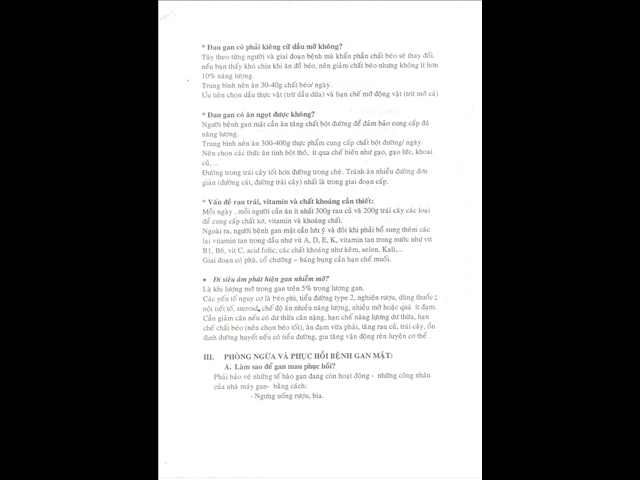 * Đau gan có phải kiêng cữ dầu mỡ không?
Tùy theo từng người và giai đoạn bệnh mà khẩu phần chất béo sẽ thay đổi,
nếu bạn thấy khó chịu khi ăn đồ béo, nên giảm chất béo nhưng không ít hơn
10% năng lượng.
Trung bình nên ăn 30-40g chất béo/ ngày.
Ưu tiên chọn dầu thực vật (trừ dầu dừa) và hạn chế mỡ động vật (trừ mỡ cá)
* Đau gan có ăn ngọt được không?
Người bệnh gan mật cần ăn tăng chất bột đường để đảm bảo cung cấp đủ
năng lượng.
Trung bình nên ăn 300-400g thực phẩm cung cấp chất bột đường/ ngày.
Nên chọn các thức ăn tinh bột thô, ít qua chế biến như gạo, gạo lức, khoai
củ, ...
Đường trong trái cây tốt hơn đường trong chè. Tránh ăn nhiều đường đơn
giản (đường cát, đường trái cây) nhất là trong giai đoạn cấp.
* Vấn đề rau trái, vitamin và chất khoáng cần thiết:
Mỗi ngày , mỗi người cần ăn ít nhất 300g rau củ và 200g trái cây các loại
để cung cấp chất xơ, vitamin và khoáng chất.
Ngoài ra, người bệnh gan mật cần lưu ý và đôi khi phải bổ sung thêm các
lại vitamin tan trong dầu như vit A, D, E, K, vitamin tan trong nước như vit
B1, B6, vit C, acid folic, các chất khoáng như kẽm, selen, Kali,...
Giai đoạn có phù, cổ chướng – báng bụng cần hạn chế muối.
• Đi siêu âm phát hiện gan nhiễm mỡ?
Là khi lượng mỡ trong gan trên 5% trọng lượng gan.
Các yếu tố nguy cơ là béo phì, tiểu đường type 2, nghiện rượu, dùng thuốc ;
nội tiết tố, steroid, chế độ ăn nhiều năng lượng, nhiều mỡ hoặc quá ít đạm.
Cần giảm cân nếu có dư thừa cân nặng, hạn chế năng lượng dư thừa, hạn
chế chất béo (nên chọn béo tốt), ăn đạm vừa phải, tăng rau củ, trái cây, ổn
định đường huyết nếu có tiểu đường, gia tăng vận động rèn luyện cơ thể .
III. PHÒNG NGỪA VÀ PHỤC HỒI BỆNH GAN MẬT:
A. Làm sao để gan mau phục hồi?
Phải bảo vệ những tế bào gan đang còn hoạt động - những công nhân
của nhà máy gan- bằng cách:
- Ngưng uống rượu, bia.